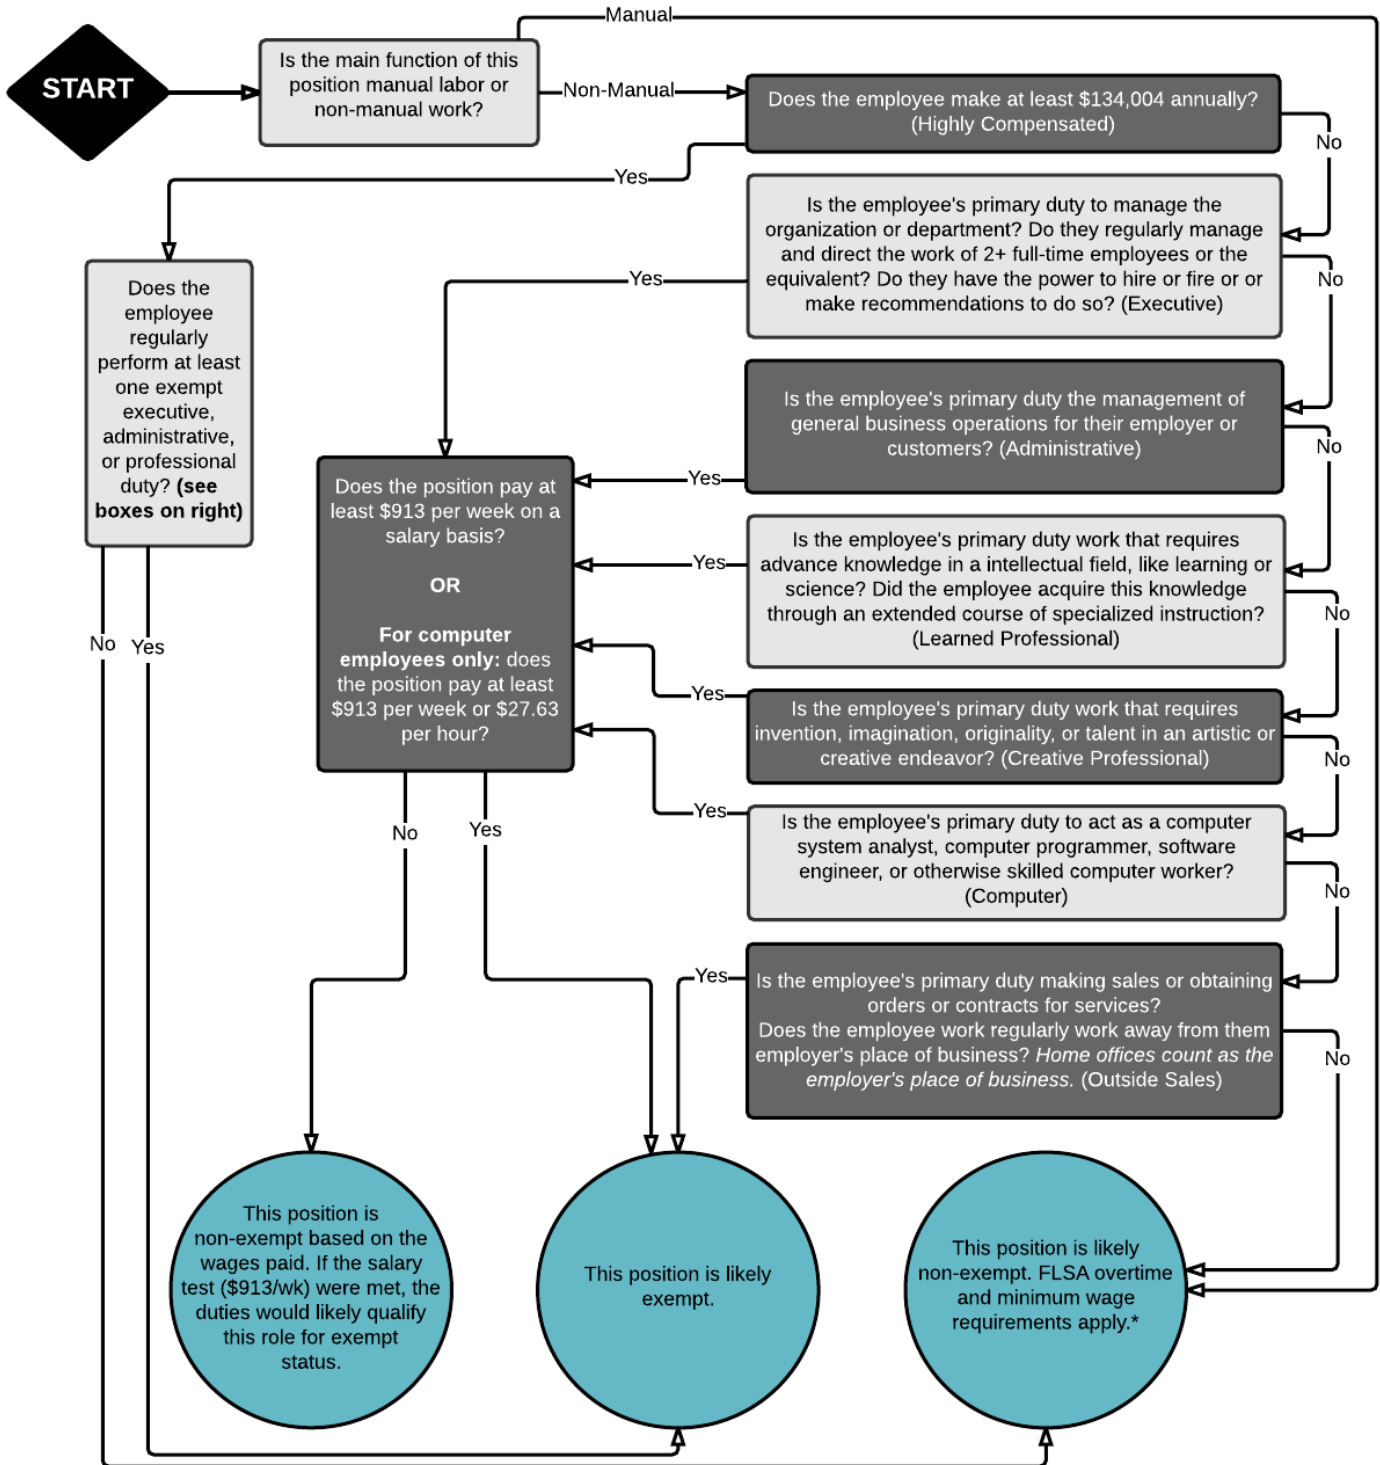 Manual
START
Is the main function of this
position manual labor or
non-manual work?
Non-Manual
Does the employee make at least $134,004 annually?
(Highly Compensated)
No
Yes
Is the employee's primary duty to manage the
organization or department? Do they regularly manage
and direct the work of 2+ full-time employees or the
equivalent? Do they have the power to hire or fire or or
make recommendations to do so? (Executive)
Yes
No
Does the
employee
regularly
perform at least
one exempt
executive,
administrative,
or professional
duty? (see
boxes on right)
Is the employee's primary duty the management of
general business operations for their employer or
customers? (Administrative)
Yes
No
Does the position pay at
least $913 per week on a
salary basis?
OR
For computer
employees only: does
the position pay at least
$913 per week or $27.63
per hour?
Is the employee's primary duty work that requires
advance knowledge in a intellectual field, like learning or
science? Did the employee acquire this knowledge
through an extended course of specialized instruction?
(Learned Professional)
Yes
No
No
Yes
Is the employee's primary duty work that requires
invention, imagination, originality, or talent in an artistic or
creative endeavor? (Creative Professional)
Yes
No
Is the employee's primary duty to act as a computer
system analyst, computer programmer, software
engineer, or otherwise skilled computer worker?
(Computer)
Yes
No
No
Yes
Is the employee's primary duty making sales or obtaining
orders or contracts for services?
Does the employee work regularly work away from them
employer's place of business? Home offices count as the
employer's place of business. (Outside Sales)
Yes
No
This position is
non-exempt based on the
wages paid. If the salary
test ($913/wk) were met, the
duties would likely qualify
this role for exempt
status.
This position is likely
exempt.
This position is likely
non-exempt. FLSA overtime
and minimum wage
requirements apply.*